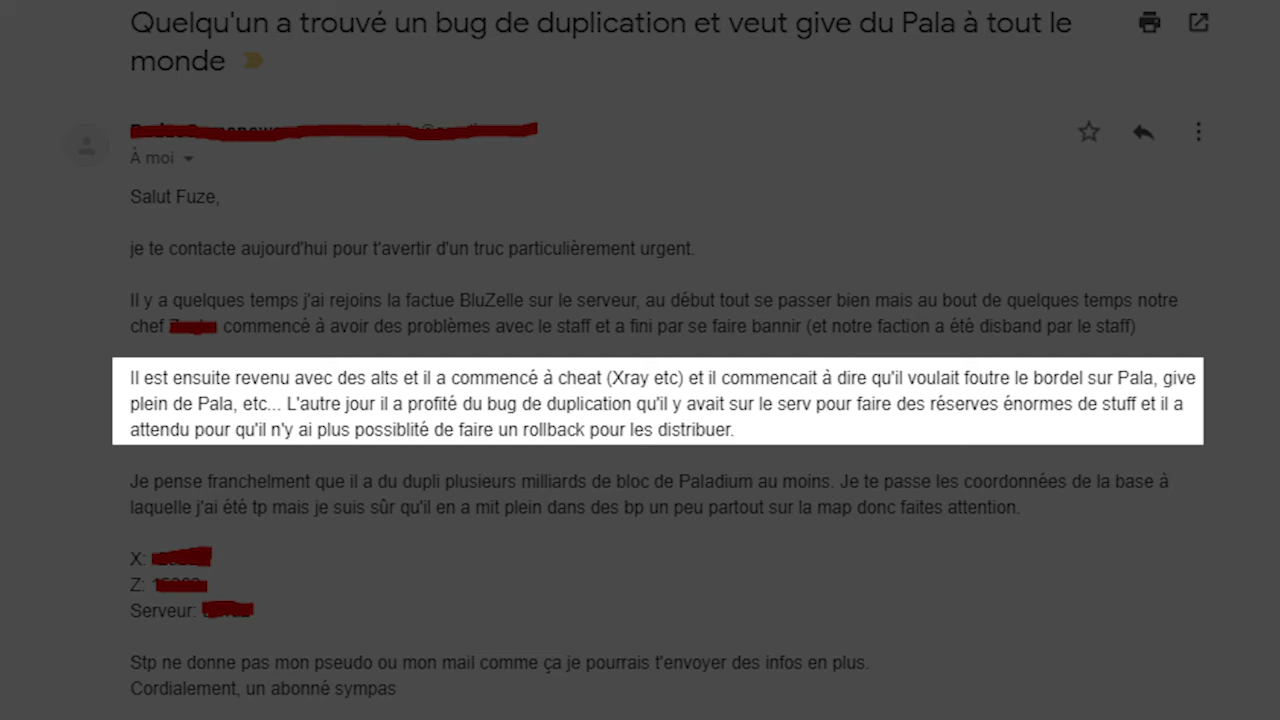 Quelqu'un a trouvé un bug de duplication et veut give du Pala à tout le
monde
À moi
Salut Fuze,
je te contacte aujourd'hui pour t'avertir d'un truc particulièrement urgent.
Il y a quelques temps j'ai rejoins la factue BluZelle sur le serveur, au début tout se passer bien mais au bout de quelques temps notre
chef commencé à avoir des problèmes avec le staff et a fini par se faire bannir (et notre faction a été disband par le staff)
Il est ensuite revenu avec des alts et il a commencé à cheat (Xray etc) et il commencait à dire qu'il voulait foutre le bordel sur Pala, give
plein de Pala, etc... L'autre jour il a profité du bug de duplication qu'il y avait sur le serv pour faire des réserves énormes de stuff et il a
attendu pour qu'il n'y ai plus possiblité de faire un rollback pour les distribuer.
Je pense franchelment que il a du dupli plusieurs milliards de bloc de Paladium au moins. Je te passe les coordonnées de la base à
laquelle j'ai été tp mais je suis sûr qu'il en a mit plein dans des bp un peu partout sur la map donc faites attention.
X:
Z:
Serveur:
Stp ne donne pas mon pseudo ou mon mail comme ça je pourrais t'envoyer des infos en plus.
Cordialement, un abonné sympas